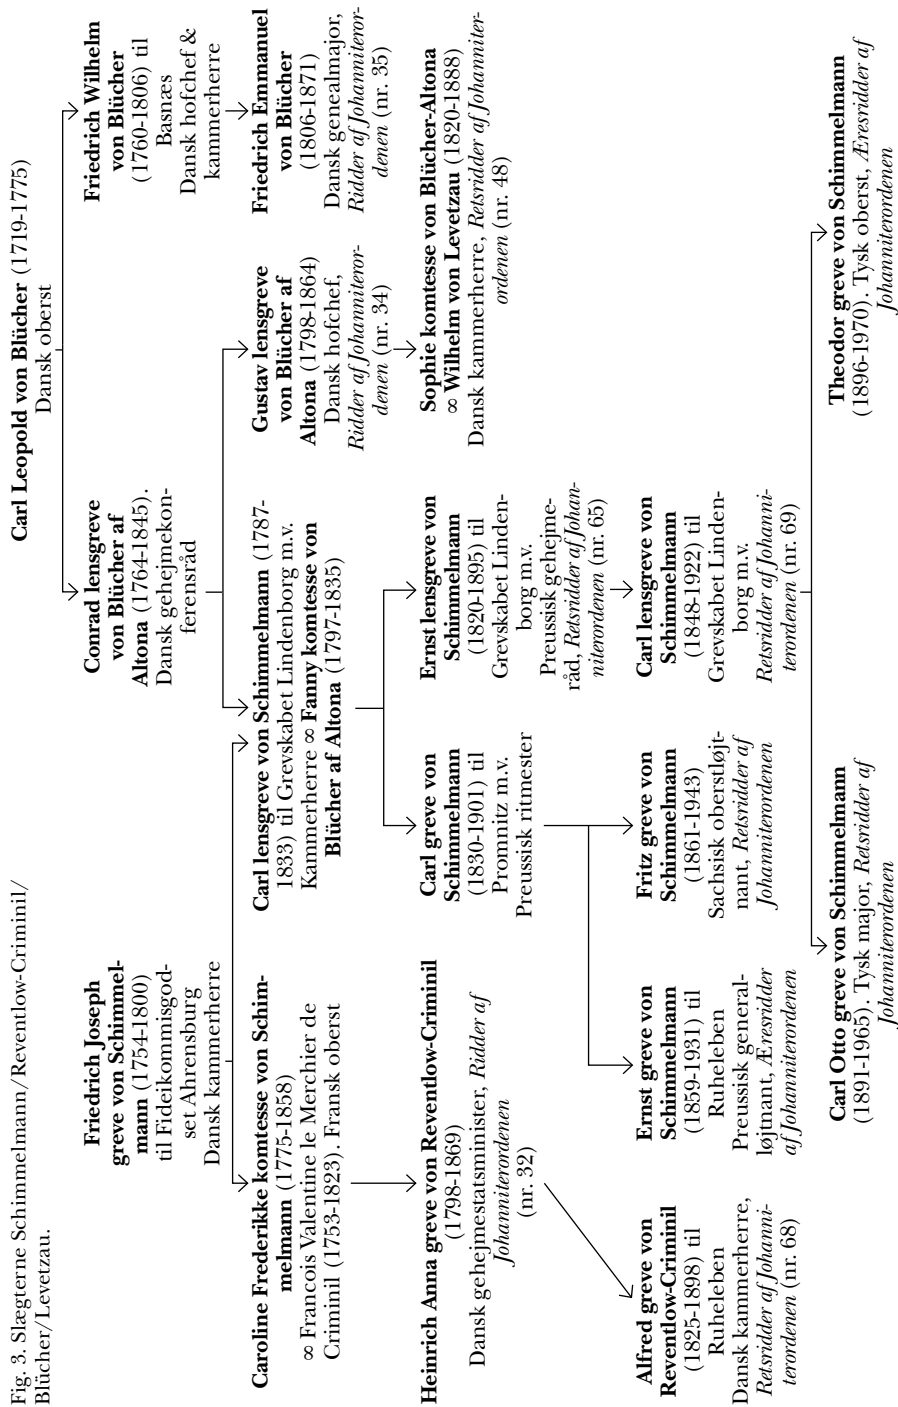 Fig. 3. Slægterne Schimmelmann/Reventlow-Criminil/
Blücher/Levetzau.
Carl Leopold von Blücher (1719-1775)
Dansk oberst
Friedrich Joseph
greve von Schimmel-
mann (1754-1800)
til Fideikommisgod-
set Ahrensburg
Dansk kammerherre
Conrad lensgreve
von Blücher af
Altona (1764-1845).
Dansk gehejmekon-
ferensråd
Friedrich Wilhelm
von Blücher
(1760-1806) til
Basnæs
Dansk hofchef &
kammerherre
Caroline Frederikke komtesse von Schim-
melmann (1775-1858)
∞ Francois Valentine le Merchier de
Criminil (1753-1823). Fransk oberst
Carl lensgreve von Schimmelmann (1787-
1833) til Grevskabet Lindenborg m.v.
Kammerherre ∞ Fanny komtesse von
Blücher af Altona (1797-1835)
Gustav lensgreve
von Blücher af
Altona (1798-1864)
Dansk hofchef,
Ridder af Johanniteror-
denen (nr. 34)
Friedrich Emmanuel
von Blücher
(1806-1871)
Dansk genealmajor,
Ridder af Johanniteror-
denen (nr. 35)
Heinrich Anna greve von Reventlow-Criminil
(1798-1869)
Dansk gehejmestatsminister, Ridder af
Johanniterordenen
(nr. 32)
Carl greve von
Schimmelmann
(1830-1901) til
Promnitz m.v.
Preussisk ritmester
Ernst lensgreve von
Schimmelmann
(1820-1895) til
Grevskabet Linden-
borg m.v.
Preussisk gehejme-
råd, Retsridder af Johan-
niterordenen (nr. 65)
Sophie komtesse von Blücher-Altona
∞ Wilhelm von Levetzau (1820-1888)
Dansk kammerherre, Retsridder af Johanniter-
ordenen (nr. 48)
Alfred greve von
Reventlow-Criminil
(1825-1898) til
Ruheleben
Dansk kammerherre,
Retsridder af Johanni-
terordenen (nr. 68)
Ernst greve von
Schimmelmann
(1859-1931) til
Ruheleben
Preussisk general-
løjtnant, Æresridder
af Johanniterordenen
Fritz greve von
Schimmelmann
(1861-1943)
Sachsisk oberstløjt-
nant, Retsridder af
Johanniterordenen
Carl lensgreve von
Schimmelmann
(1848-1922) til
Grevskabet Linden-
borg m.v.
Retsridder af Johanni-
terordenen (nr. 69)
Carl Otto greve von Schimmelmann
(1891-1965). Tysk major, Retsridder af
Johanniterordenen
Theodor greve von Schimmelmann
(1896-1970). Tysk oberst, Æresridder af
Johanniterordenen